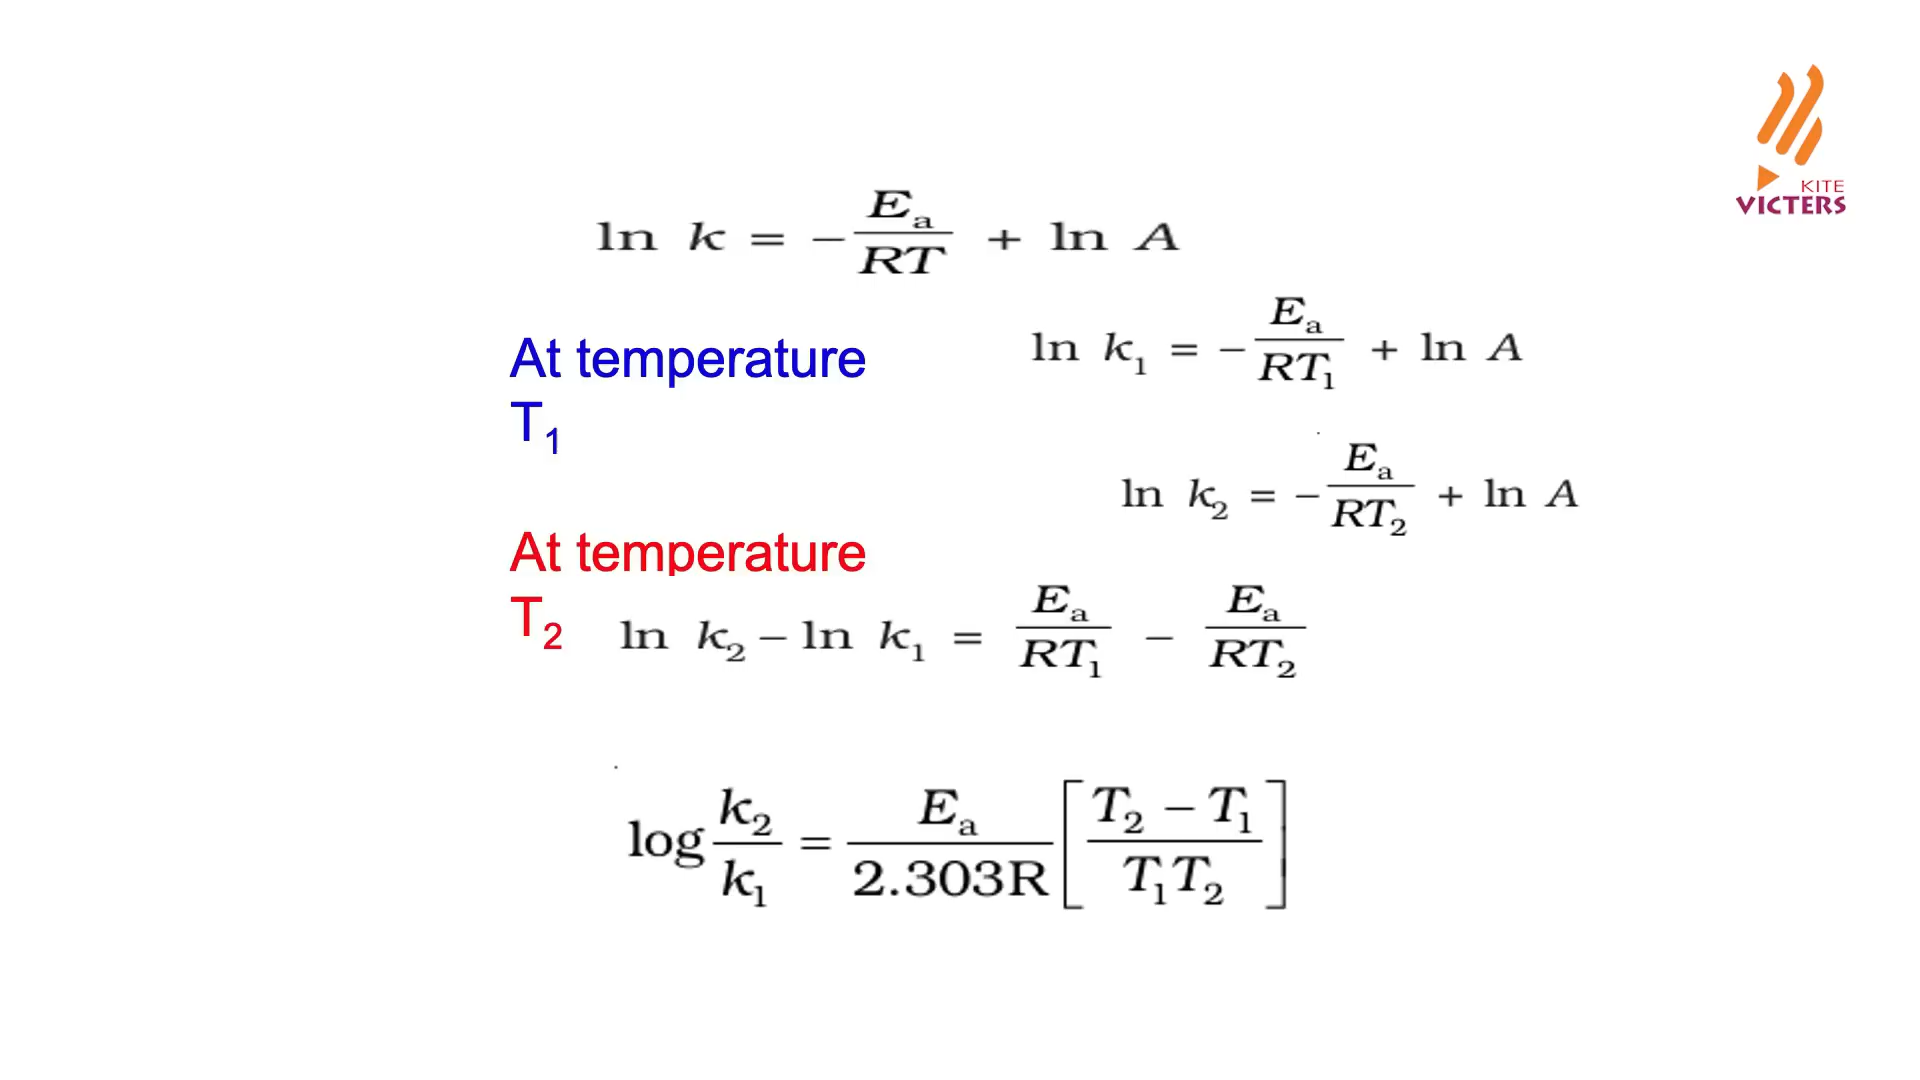 KITE
VICTERS
ln k = −Eₐ/RT + ln A
At temperature
T₁
ln k₁ = −Eₐ/RT₁ + ln A
ln k₂ = −Eₐ/RT₂ + ln A
At temperature
T₂
ln k₂ − ln k₁ = Eₐ/RT₁ − Eₐ/RT₂
log k₂/k₁ = Eₐ/2.303R [T₂ − T₁/T₁T₂]